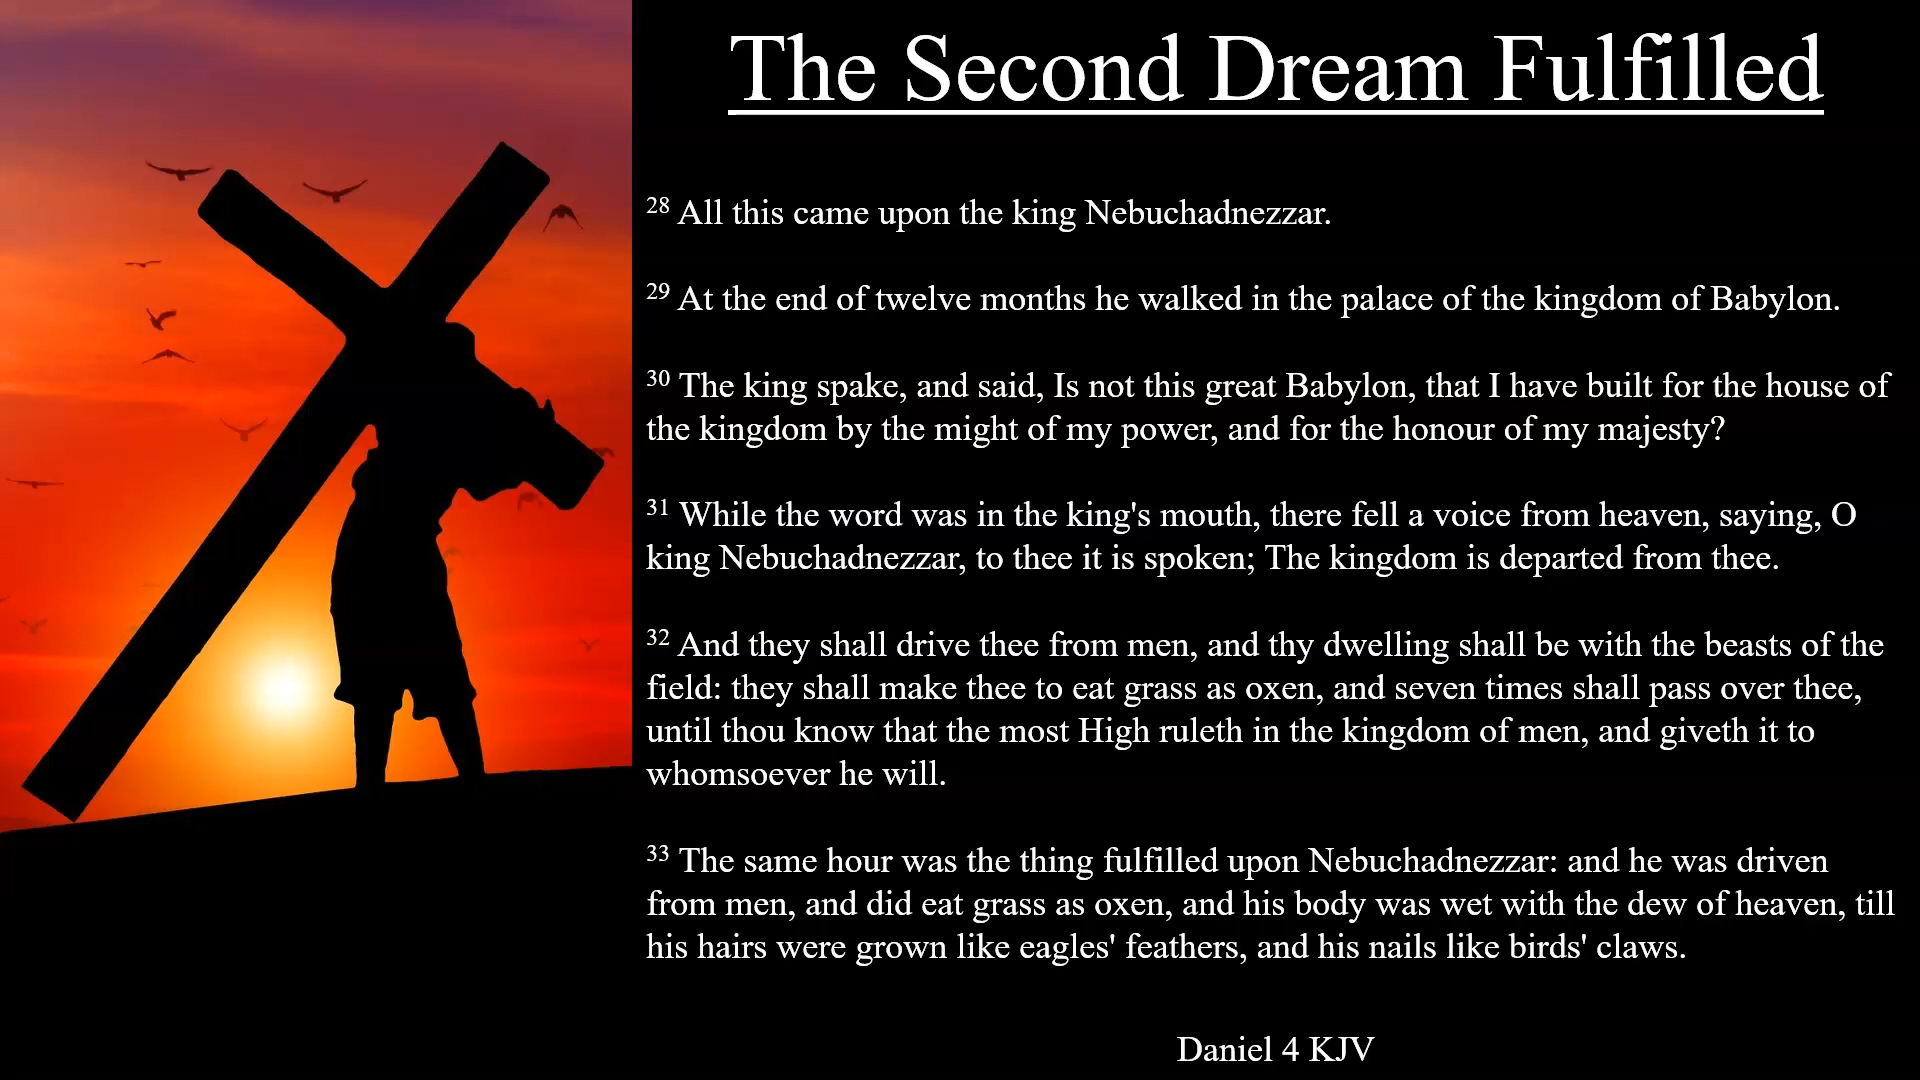 The Second Dream Fulfilled
28 All this came upon the king Nebuchadnezzar.
29 At the end of twelve months he walked in the palace of the kingdom of Babylon.
30 The king spake, and said, Is not this great Babylon, that I have built for the house of
the kingdom by the might of my power, and for the honour of my majesty?
31 While the word was in the king's mouth, there fell a voice from heaven, saying, O
king Nebuchadnezzar, to thee it is spoken; The kingdom is departed from thee.
32 And they shall drive thee from men, and thy dwelling shall be with the beasts of the
field: they shall make thee to eat grass as oxen, and seven times shall pass over thee,
until thou know that the most High ruleth in the kingdom of men, and giveth it to
whomsoever he will.
33 The same hour was the thing fulfilled upon Nebuchadnezzar: and he was driven
from men, and did eat grass as oxen, and his body was wet with the dew of heaven, till
his hairs were grown like eagles' feathers, and his nails like birds' claws.
Daniel 4 KJV